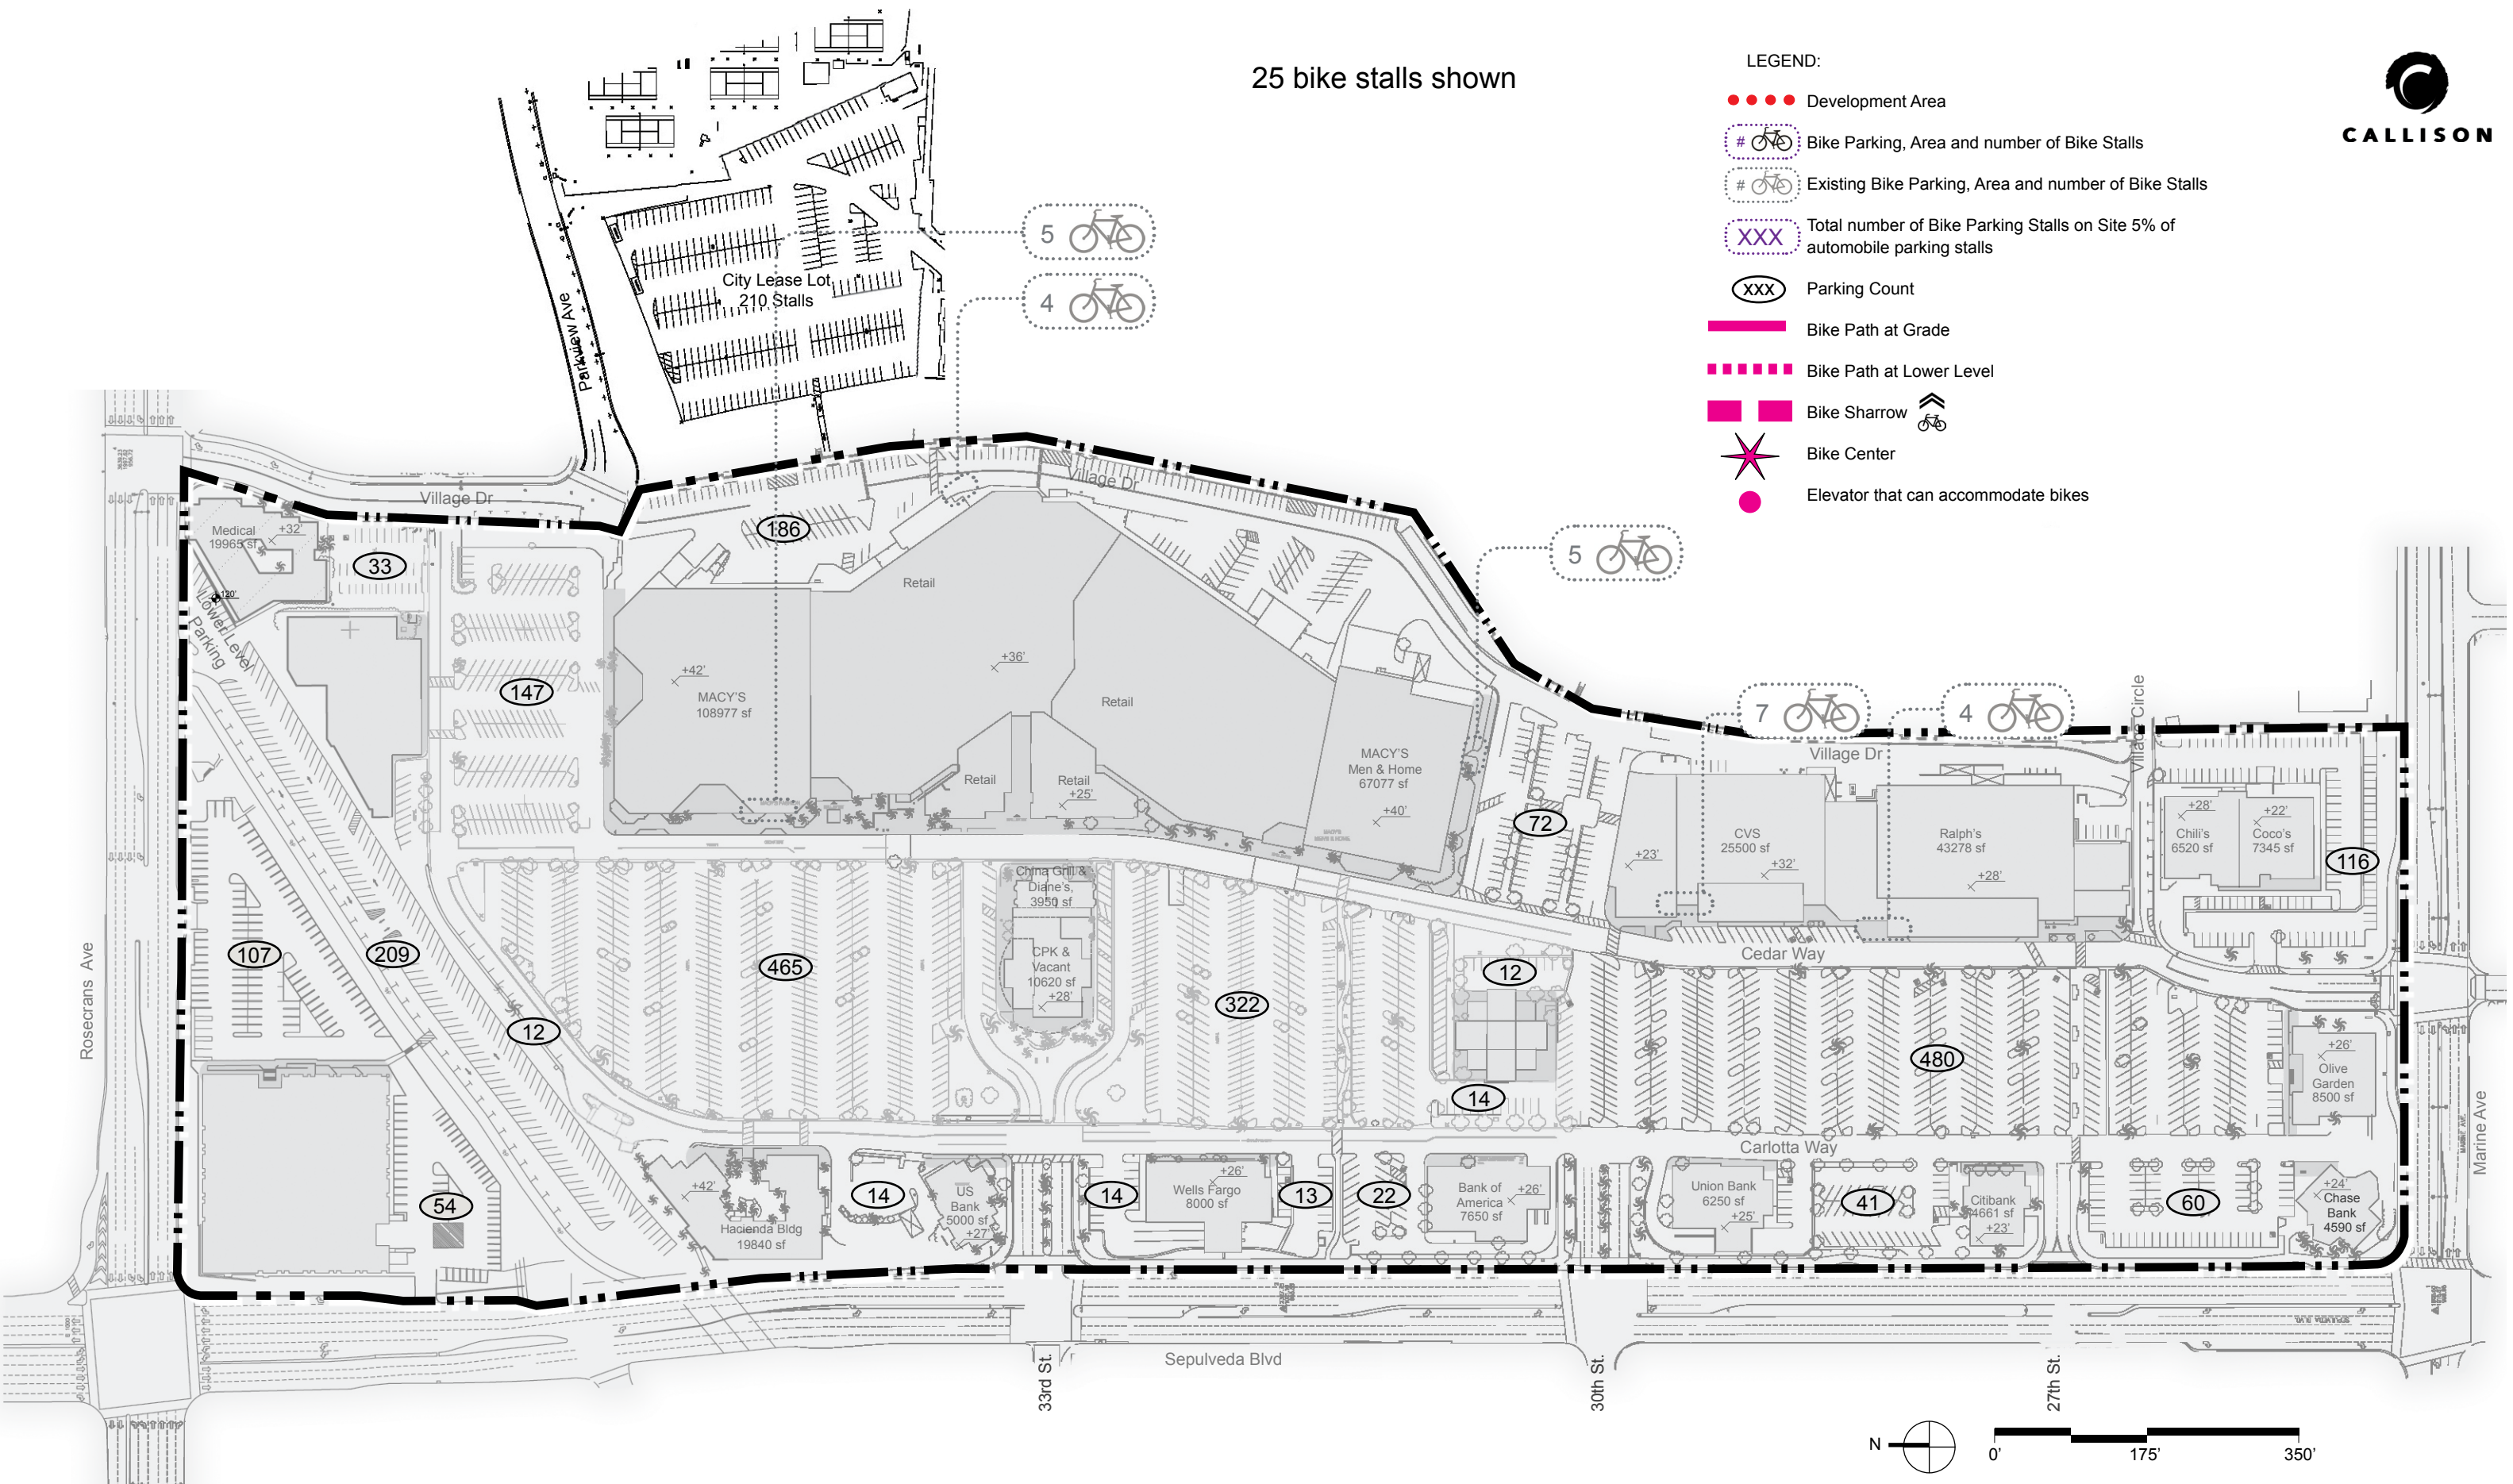 25 bike stalls shown
LEGEND:
Development Area
# Bike Parking, Area and number of Bike Stalls
# Existing Bike Parking, Area and number of Bike Stalls
XXX Total number of Bike Parking Stalls on Site 5% of
automobile parking stalls
XXX Parking Count
Bike Path at Grade
Bike Path at Lower Level
Bike Sharrow
Bike Center
Elevator that can accommodate bikes
CALLISON
5
4
City Lease Lot
210 Stalls
Parkview Ave
Village Dr
Village Dr
5
7
4
Village Dr
Village Circle
Medical
19965 sf
+32'
120'
Lower Level
Parking
33
186
147
Retail
+42'
MACY'S
108977 sf
+36'
Retail
Retail
Retail
+25'
MACY'S
Men & Home
67077 sf
+40'
72
+23'
CVS
25500 sf
+32'
Ralph's
43278 sf
+28'
+28'
Chili's
6520 sf
+22'
Coco's
7345 sf
116
Rosecrans Ave
107
209
12
465
China Grill &
Diane's,
3950 sf
CPK &
Vacant
10620 sf
+28'
322
12
14
Cedar Way
480
+26'
Olive
Garden
8500 sf
Marine Ave
Carlotta Way
54
+42'
Hacienda Bldg
19840 sf
14
US
Bank
5000 sf
+27'
14
+26'
Wells Fargo
8000 sf
13
22
Bank of
America
7650 sf
+26'
Union Bank
6250 sf
+25'
41
Citibank
4661 sf
+23'
60
+24'
Chase
Bank
4590 sf
Sepulveda Blvd
33rd St.
30th St.
27th St.
N
0' 175' 350'